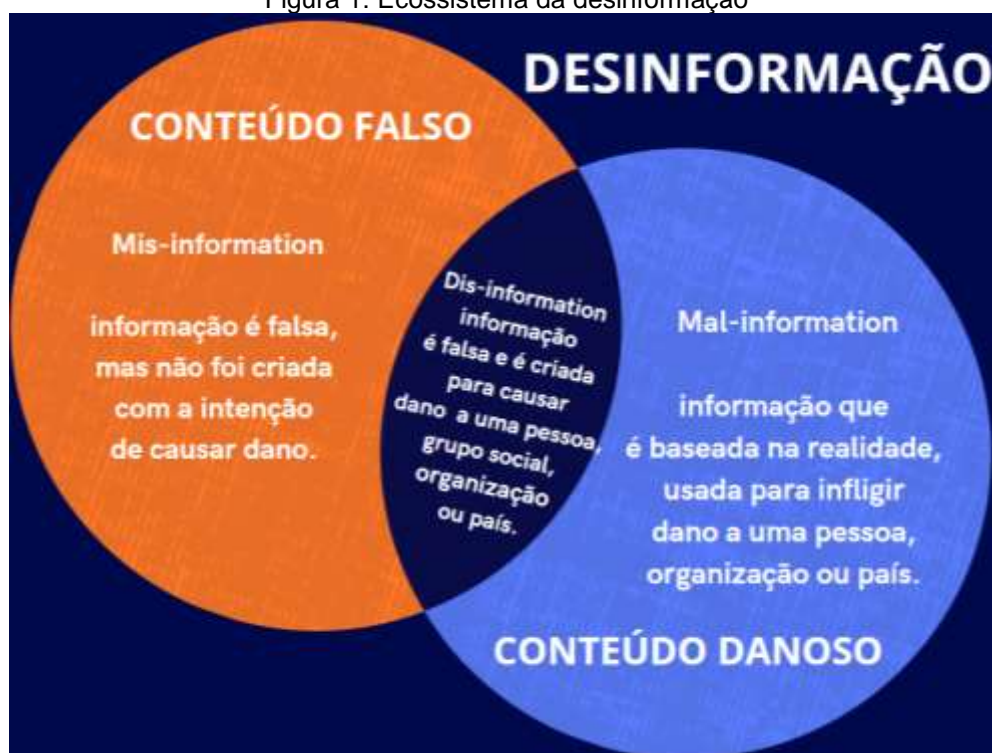 Figura 1: Ecossistema da desinformação
DESINFORMAÇÃO
CONTEÚDO FALSO
Mis-information
informação é falsa,
mas não foi criada
com a intenção
de causar dano.
Dis-information
informação
é falsa e é criada
para causar
dano a uma pessoa,
grupo social,
organização
ou país.
Mal-information
informação que
é baseada na realidade,
usada para infligir
dano a uma pessoa,
organização ou país.
CONTEÚDO DANOSO